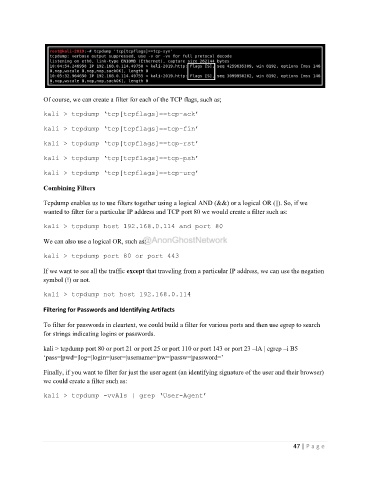 root@kali-2019:~# tcpdump 'tcp[tcpflags]==tcp-syn'
tcpdump: verbose output suppressed, use -v or -vv for full protocol decode
listening on eth0, link-type EN10MB (Ethernet), capture size 262144 bytes
Of course, we can create a filter for each of the TCP flags, such as;
kali > tcpdump 'tcp[tcpflags]==tcp-ack'
kali > tcpdump 'tcp[tcpflags]==tcp-fin'
kali > tcpdump 'tcp[tcpflags]==tcp-rst'
kali > tcpdump 'tcp[tcpflags]==tcp-psh'
kali > tcpdump 'tcp[tcpflags]==tcp-urg'
Combining Filters
Tcpdump enables us to use filters together using a logical AND (&&) or a logical OR (||). So, if we
wanted to filter for a particular IP address and TCP port 80 we would create a filter such as:
kali > tcpdump host 192.168.0.114 and port 80
We can also use a logical OR, such as: @AnonGhostNetwork
kali > tcpdump port 80 or port 443
If we want to see all the traffic except that traveling from a particular IP address, we can use the negation
symbol (!) or not.
kali > tcpdump not host 192.168.0.114
Filtering for Passwords and Identifying Artifacts
To filter for passwords in cleartext, we could build a filter for various ports and then use egrep to search
for strings indicating logins or passwords.
kali > tcpdump port 80 or port 21 or port 25 or port 110 or port 143 or port 23 –lA | egrep –i B5
'pass=|pwd=|log=|login=|user=|username=|pw=|passw=|password='
Finally, if you want to filter for just the user agent (an identifying signature of the user and their browser)
we could create a filter such as:
kali > tcpdump -vvAls | grep 'User-Agent'
47 | Page